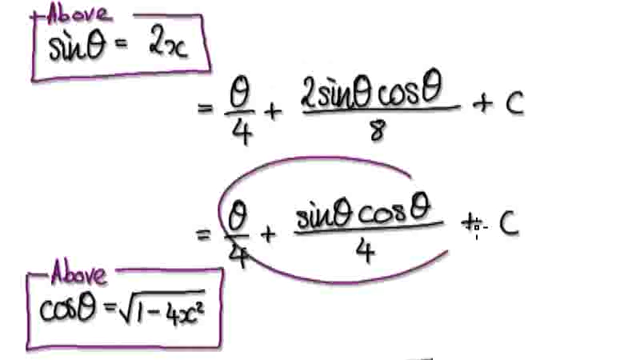 Above
sinθ = 2x
= θ/4 + 2sinθcosθ/8 + C
= θ/4 + sinθcosθ/4 + C
Above
cosθ = √(1 - 4x²)